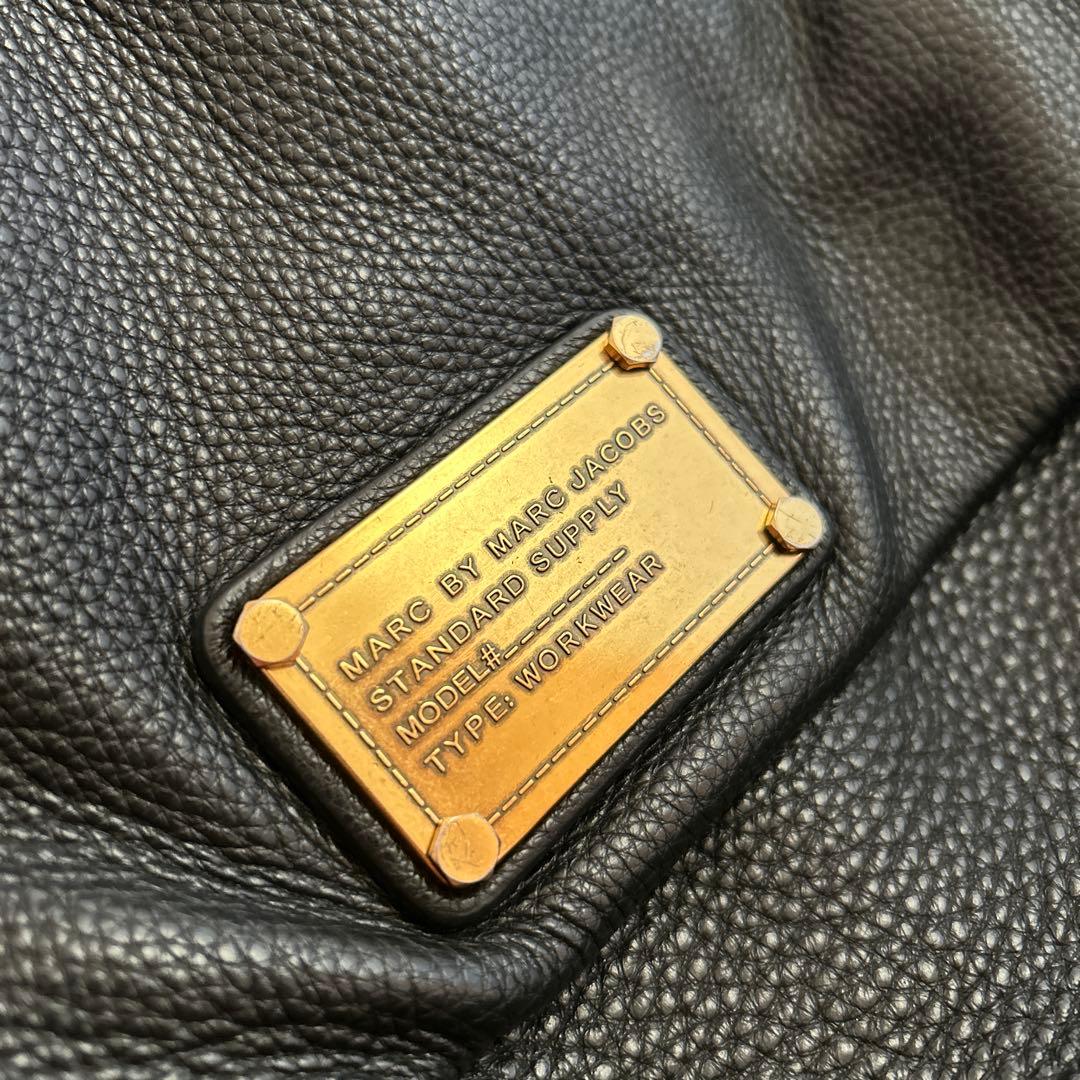 MARC BY MARC JACOBS
STANDARD SUPPLY
MODEL#---------
TYPE: WORKWEAR